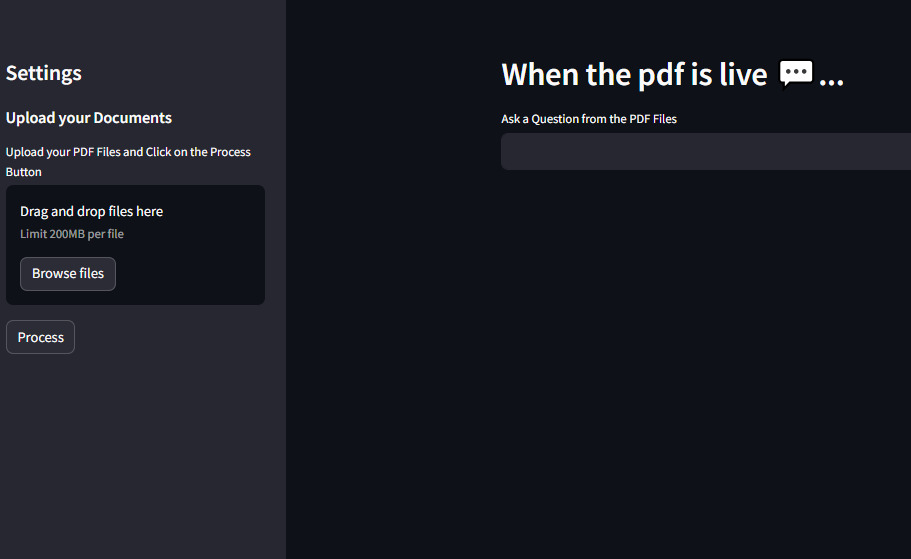 Settings
Upload your Documents
Upload your PDF Files and Click on the Process
Button
Drag and drop files here
Limit 200MB per file
Browse files
Process
When the pdf is live 💬...
Ask a Question from the PDF Files